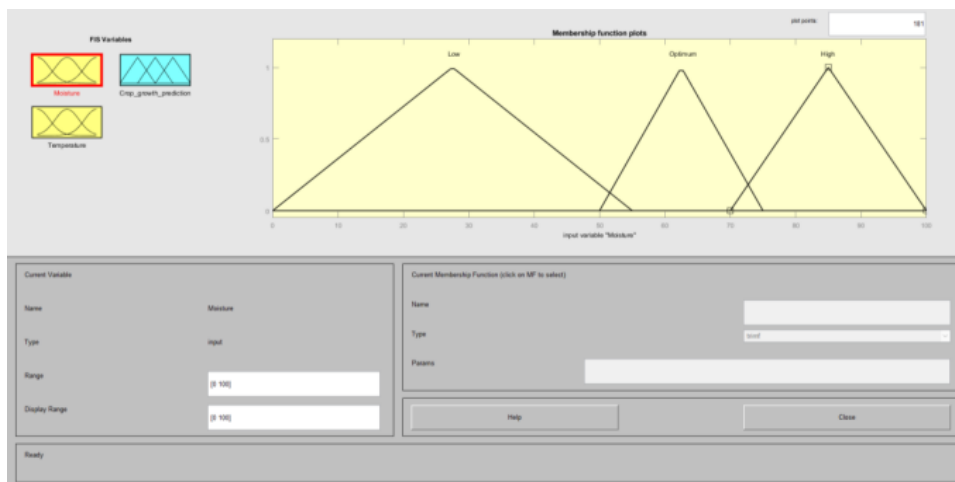 plot points:
181
FIS Variables
Membership function plots
Moisture
Crop_growth_prediction
Temperature
Low
Optimum
High
0.5
0
0
10
20
30
40
50
60
70
80
90
100
input variable "Moisture"
Current Variable
Name
Moisture
Type
input
Range
[0 100]
Display Range
[0 100]
Current Membership Function (click on MF to select)
Name
Type
Params
Help
Close
Ready